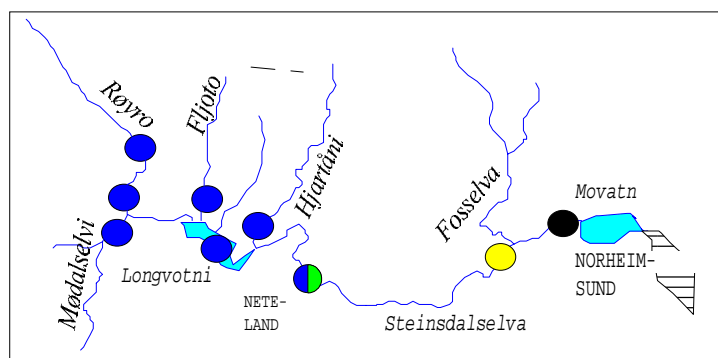 Røyro
Fljoto
Hjartåni
Fosselva
Movatn
Mødalselvi
Longvotni
NETE-
LAND
Steinsdalselva
NORHEIM-
SUND